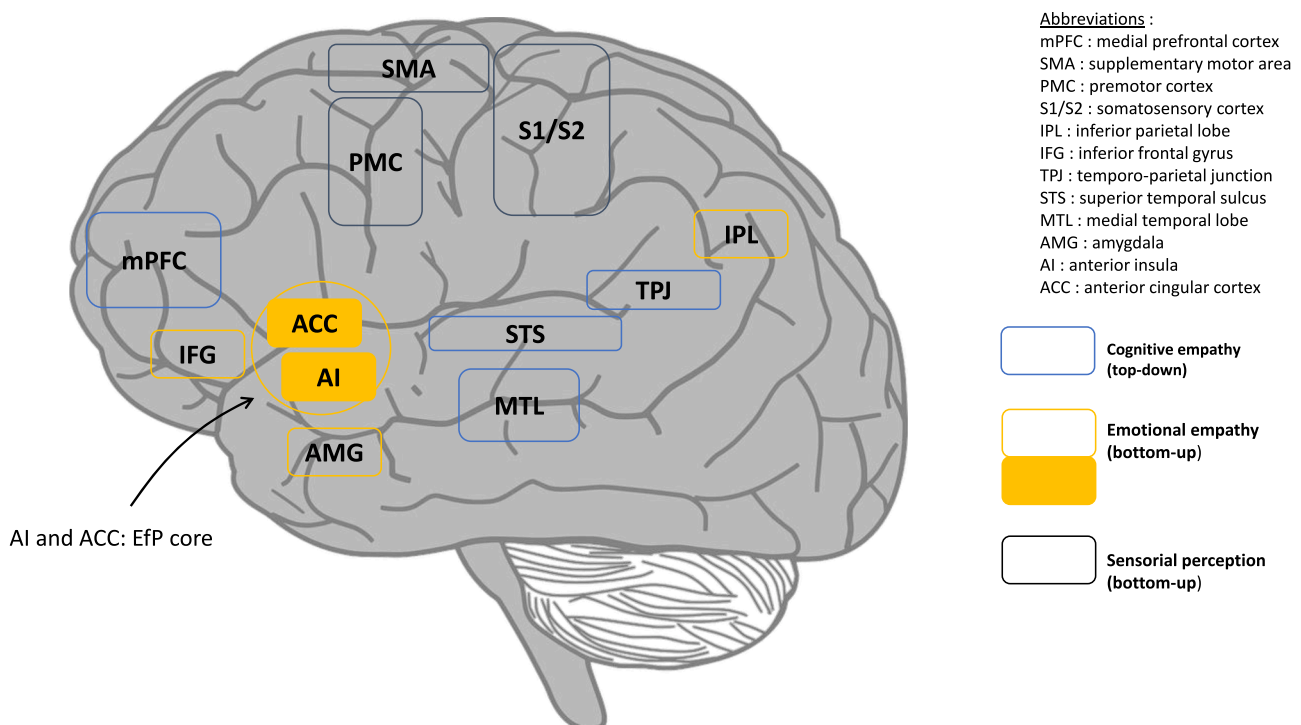 SMA
S1/S2
PMC
mPFC
IPL
TPJ
ACC
STS
IFG
AI
MTL
AMG
AI and ACC: EfP core
Abbreviations :
mPFC : medial prefrontal cortex
SMA : supplementary motor area
PMC : premotor cortex
S1/S2 : somatosensory cortex
IPL : inferior parietal lobe
IFG : inferior frontal gyrus
TPJ : temporo-parietal junction
STS : superior temporal sulcus
MTL : medial temporal lobe
AMG : amygdala
AI : anterior insula
ACC : anterior cingular cortex
Cognitive empathy
(top-down)
Emotional empathy
(bottom-up)
Sensorial perception
(bottom-up)